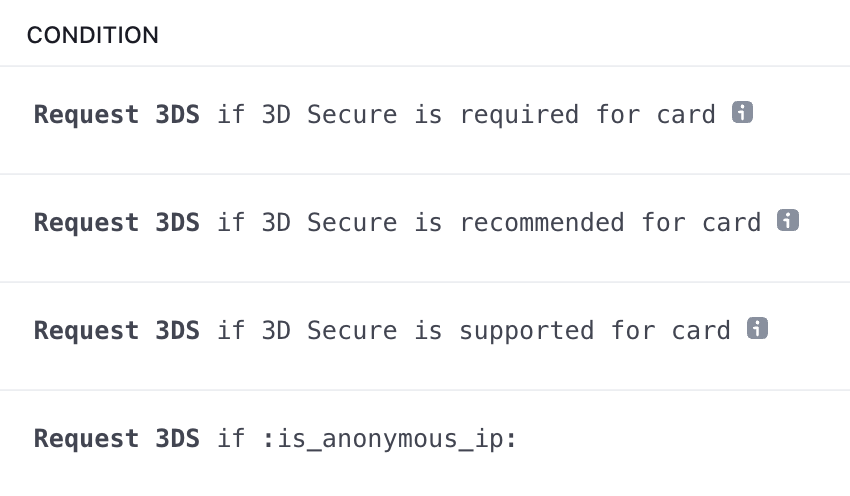 CONDITION
Request 3DS if 3D Secure is required for card
Request 3DS if 3D Secure is recommended for card
Request 3DS if 3D Secure is supported for card
Request 3DS if :is_anonymous_ip: